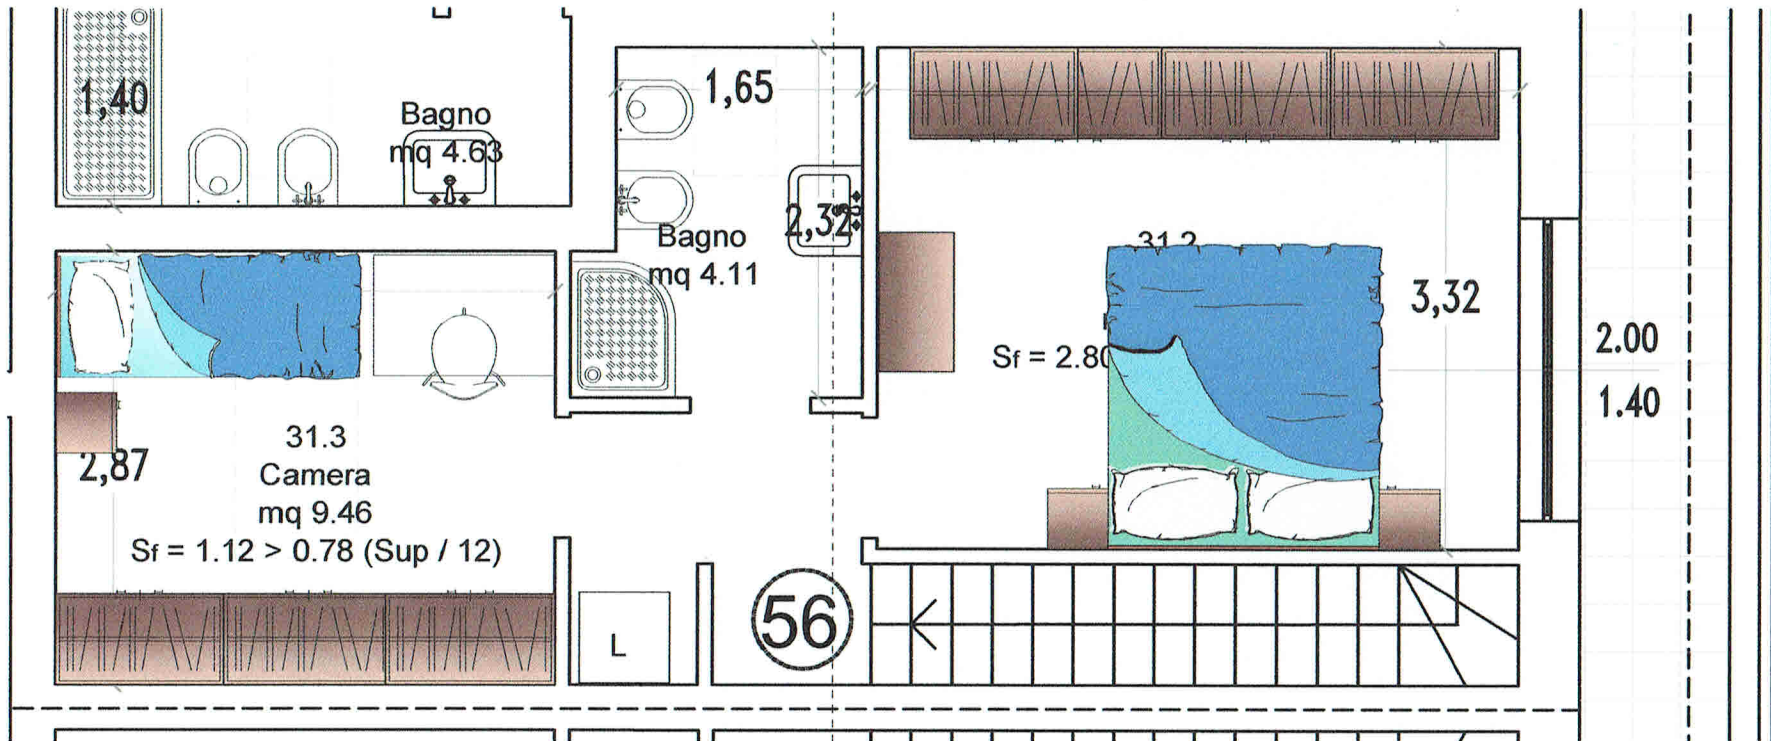 1,40
Bagno
mq 4.63
1,65
2,32
Bagno
mq 4.11
31.2
3,32
Sf = 2.80
2.00
1.40
2,87
31.3
Camera
mq 9.46
Sf = 1.12 > 0.78 (Sup / 12)
L
56